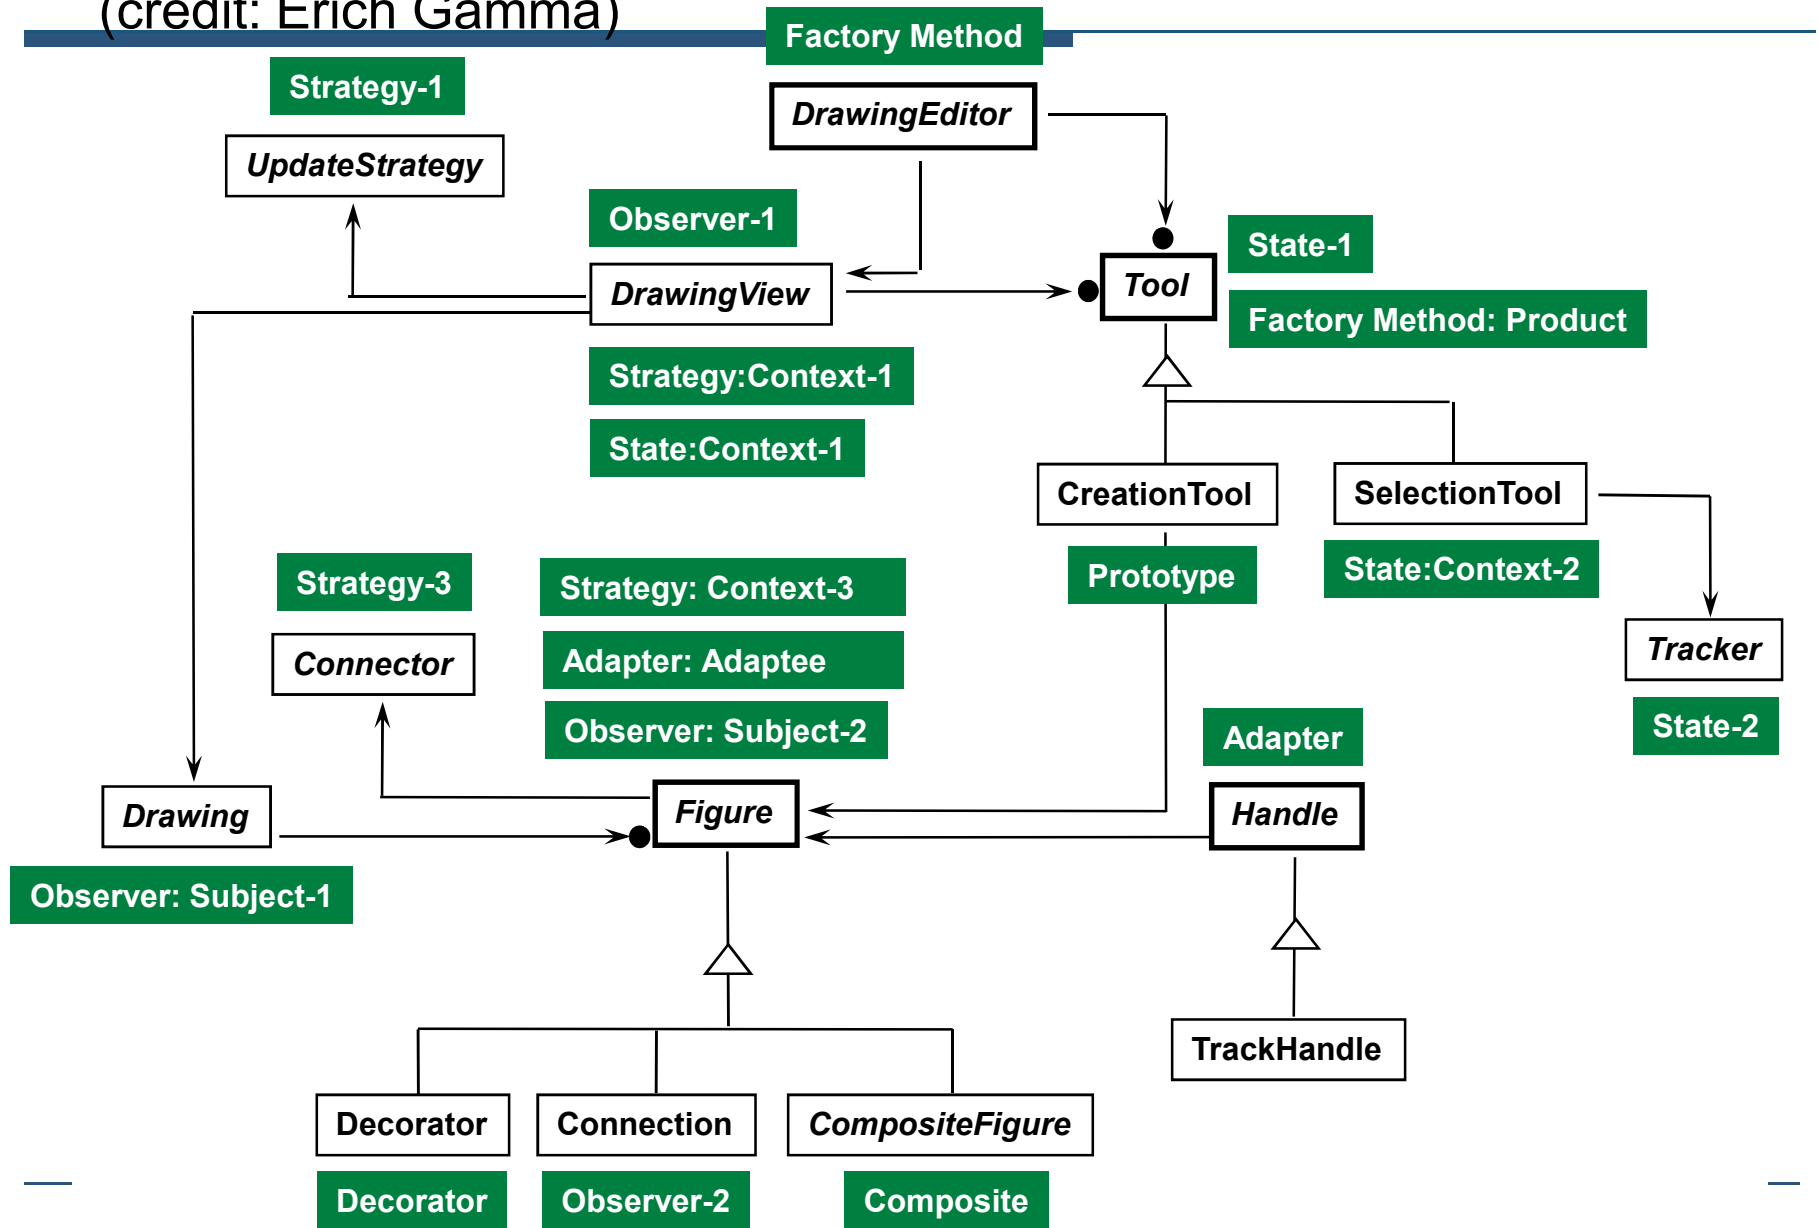 (credit: Erich Gamma)
Factory Method
Strategy-1
DrawingEditor
UpdateStrategy
Observer-1
State-1
DrawingView
Tool
Factory Method: Product
Strategy:Context-1
State:Context-1
CreationTool
SelectionTool
Strategy-3
Strategy: Context-3
Prototype
State:Context-2
Connector
Adapter: Adaptee
Tracker
Observer: Subject-2
Adapter
State-2
Drawing
Figure
Handle
Observer: Subject-1
TrackHandle
Decorator
Connection
CompositeFigure
Decorator
Observer-2
Composite